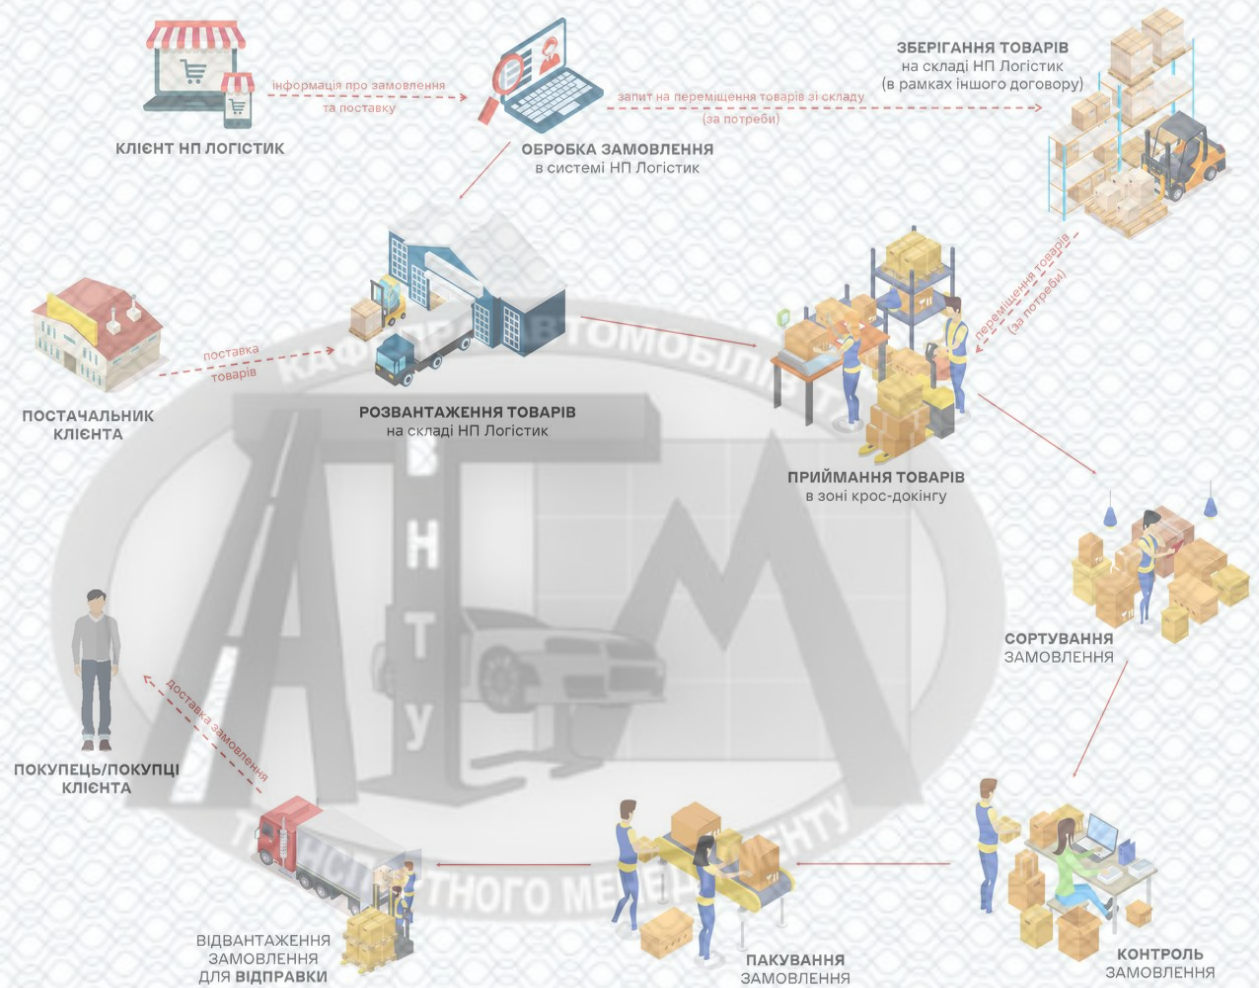 ЗБЕРІГАННЯ ТОВАРІВ
на складі НП Логістик
(в рамках іншого договору)
інформація про замовлення
та поставку
запит на переміщення товарів зі складу
(за потреби)
КЛІЄНТ НП ЛОГІСТИК
ОБРОБКА ЗАМОВЛЕННЯ
в системі НП Логістик
переміщення товарів
(за потреби)
поставка
товарів
ПОСТАЧАЛЬНИК
КЛІЄНТА
РОЗВАНТАЖЕННЯ ТОВАРІВ
на складі НП Логістик
ПРИЙМАННЯ ТОВАРІВ
в зоні крос-докінгу
АТМ
ВНТУ
СОРТУВАННЯ
ЗАМОВЛЕННЯ
доставка замовлення
ПОКУПЕЦЬ/ПОКУПЦІ
КЛІЄНТА
ВІДВАНТАЖЕННЯ
ЗАМОВЛЕННЯ
ДЛЯ ВІДПРАВКИ
ПАКУВАННЯ
ЗАМОВЛЕННЯ
КОНТРОЛЬ
ЗАМОВЛЕННЯ